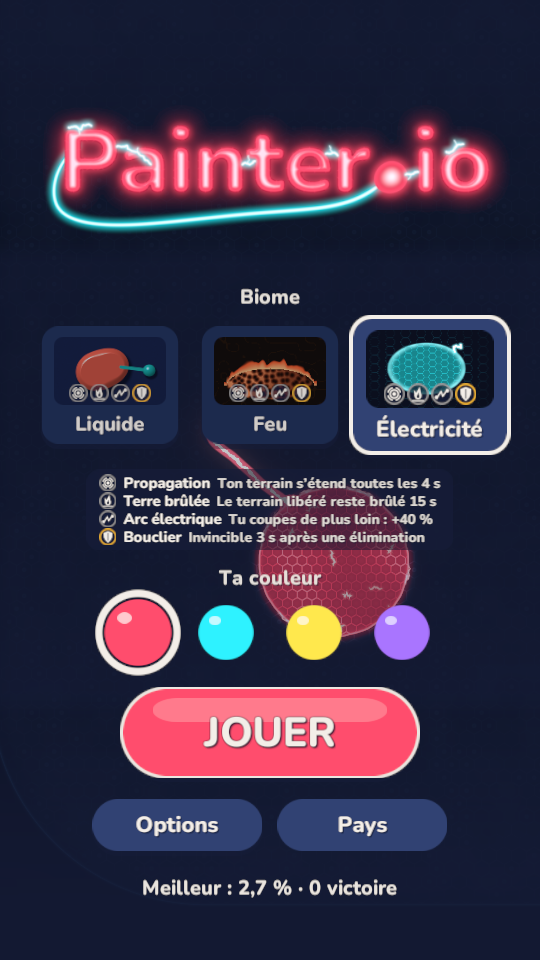 Painter.io
Biome
Liquide
Feu
Électricité
Propagation Ton terrain s'étend toutes les 4 s
Terre brûlée Le terrain libéré reste brûlé 15 s
Arc électrique Tu coupes de plus loin : +40 %
Bouclier Invincible 3 s après une élimination
Ta couleur
JOUER
Options
Pays
Meilleur : 2,7 % · 0 victoire